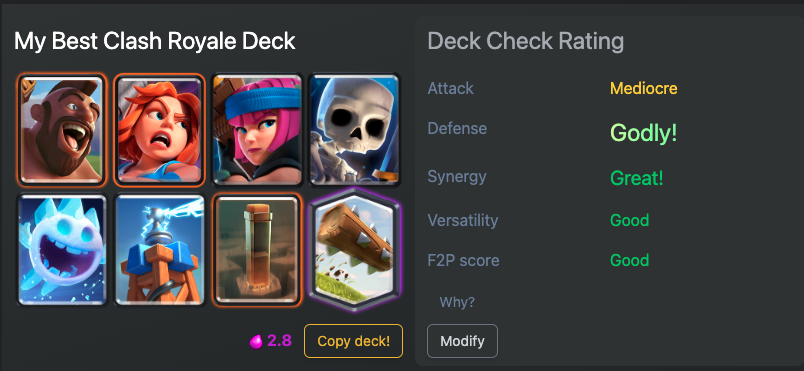 My Best Clash Royale Deck
2.8
Copy deck!
Deck Check Rating
Attack Mediocre
Defense Godly!
Synergy Great!
Versatility Good
F2P score Good
Why?
Modify